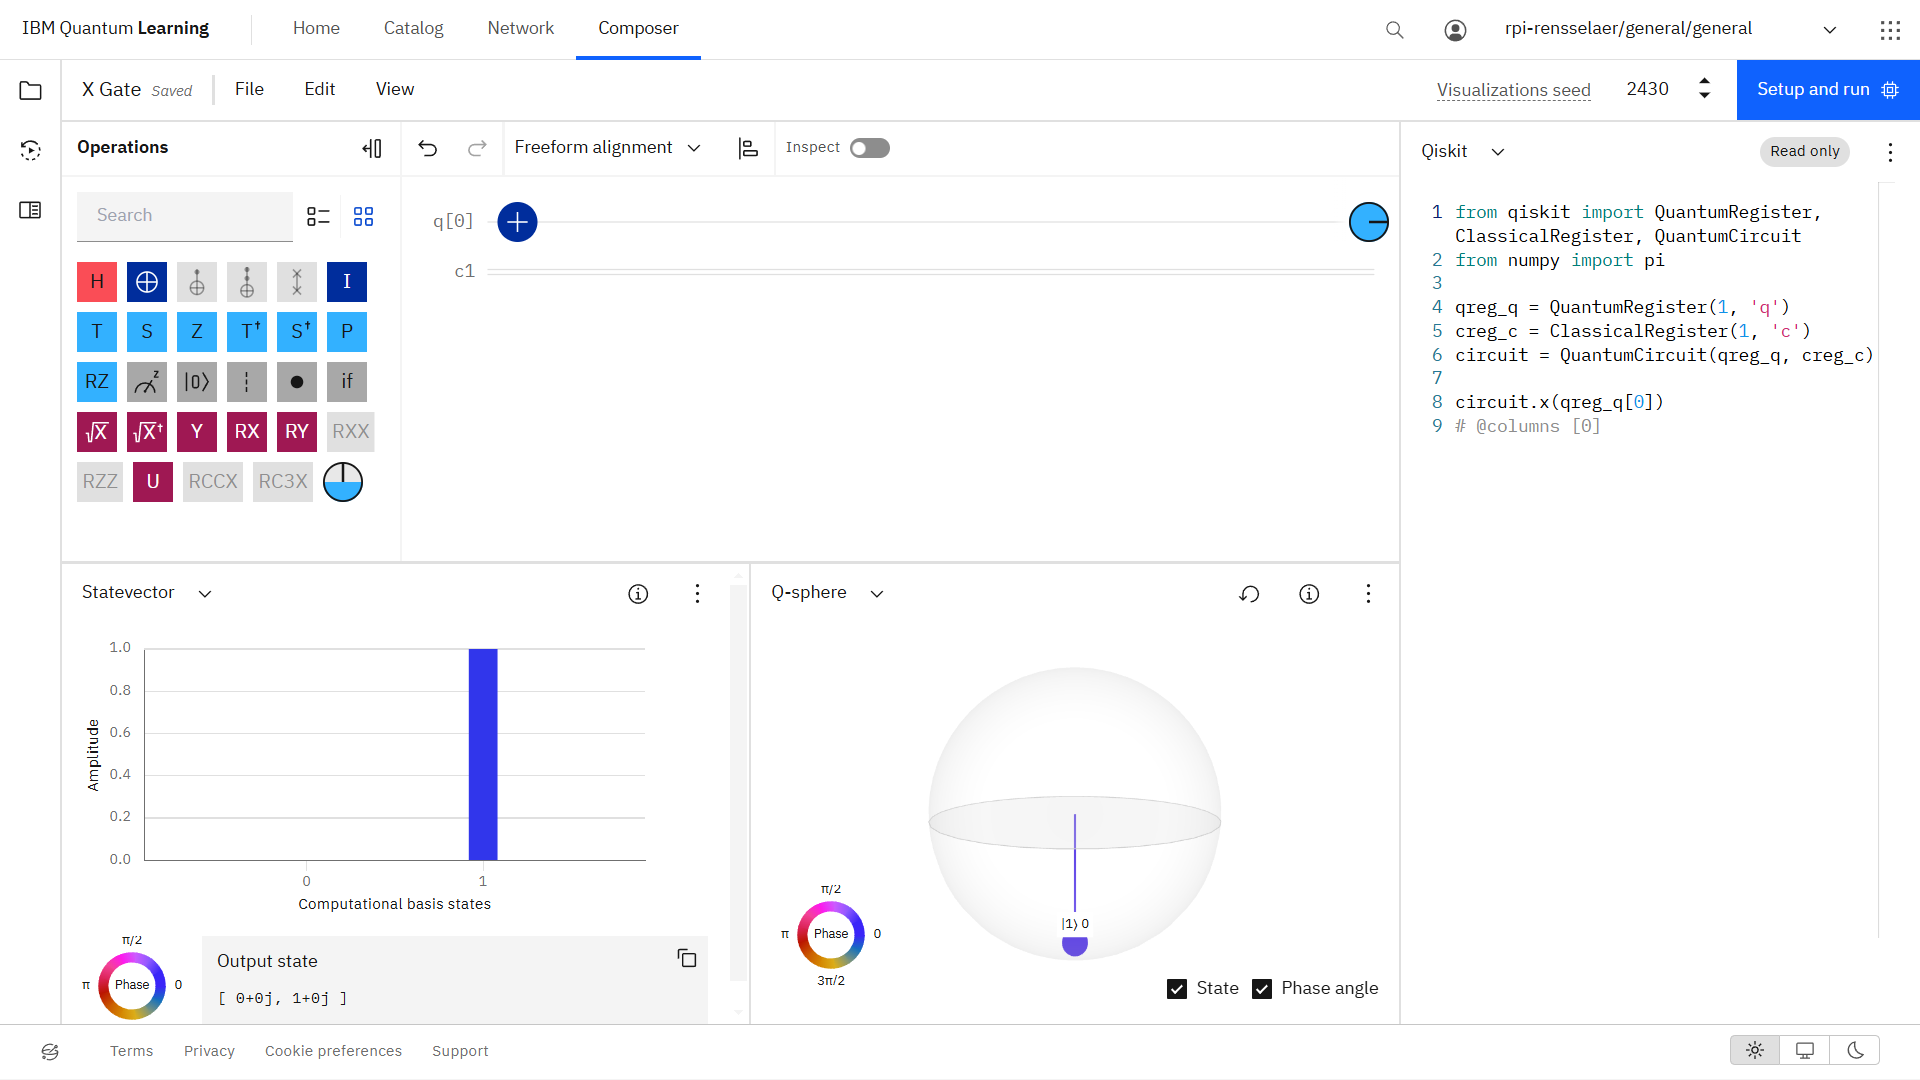 IBM Quantum Learning
Home
Catalog
Network
Composer
rpi-rensselaer/general/general
X Gate Saved
File
Edit
View
Visualizations seed
2430
Setup and run
Operations
Freeform alignment
Inspect
Search
H
I
T
S
Z
T†
S†
P
RZ
z
|0⟩
if
√X
√X†
Y
RX
RY
RXX
RZZ
U
RCCX
RC3X
q[0]
c1
Qiskit
Read only
1 from qiskit import QuantumRegister,
ClassicalRegister, QuantumCircuit
2 from numpy import pi
3
4 qreg_q = QuantumRegister(1, 'q')
5 creg_c = ClassicalRegister(1, 'c')
6 circuit = QuantumCircuit(qreg_q, creg_c)
7
8 circuit.x(qreg_q[0])
9 # @columns [0]
Statevector
1.0
0.8
0.6
0.4
0.2
0.0
Amplitude
0
1
Computational basis states
π/2
π
Phase
0
Output state
[ 0+0j, 1+0j ]
Q-sphere
|1⟩ 0
π/2
π
Phase
0
3π/2
State
Phase angle
Terms
Privacy
Cookie preferences
Support